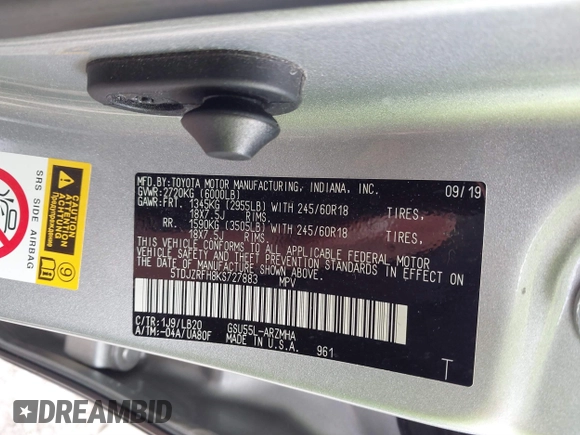 MFD.BY:TOYOTA MOTOR MANUFACTURING, INDIANA, INC. 09/19
GVWR:2720KG (6000LB)
GAWR:FRT. 1345KG (2955LB) WITH 245/60R18 TIRES,
18X7.5J RIMS,
RR. 1590KG (3505LB) WITH 245/60R18 TIRES,
18X7.5J RIMS,
THIS VEHICLE CONFORMS TO ALL APPLICABLE FEDERAL MOTOR
VEHICLE SAFETY AND THEFT PREVENTION STANDARDS IN EFFECT ON
THE DATE OF MANUFACTURE SHOWN ABOVE.
5TDJZRFH8KS727883 MPV
C/TR:1J9/LB20 GSU55L-ARZMHA
A/TM:-04A/UA80F MADE IN U.S.A. 961
T
SRS SIDE AIRBAG
CAUTION
ATTENTION
DREAMBID